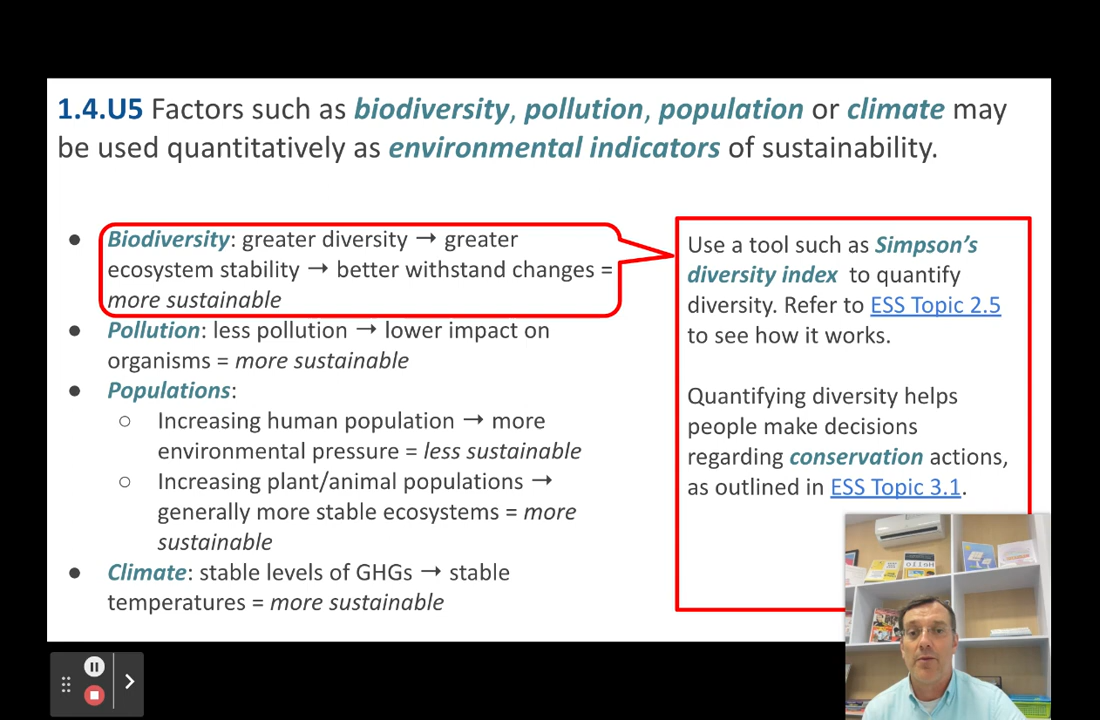 1.4.U5 Factors such as biodiversity, pollution, population or climate may
be used quantitatively as environmental indicators of sustainability.
● Biodiversity: greater diversity → greater
ecosystem stability → better withstand changes =
more sustainable
● Pollution: less pollution → lower impact on
organisms = more sustainable
● Populations:
○ Increasing human population → more
environmental pressure = less sustainable
○ Increasing plant/animal populations →
generally more stable ecosystems = more
sustainable
● Climate: stable levels of GHGs → stable
temperatures = more sustainable
Use a tool such as Simpson's
diversity index to quantify
diversity. Refer to ESS Topic 2.5
to see how it works.
Quantifying diversity helps
people make decisions
regarding conservation actions,
as outlined in ESS Topic 3.1.